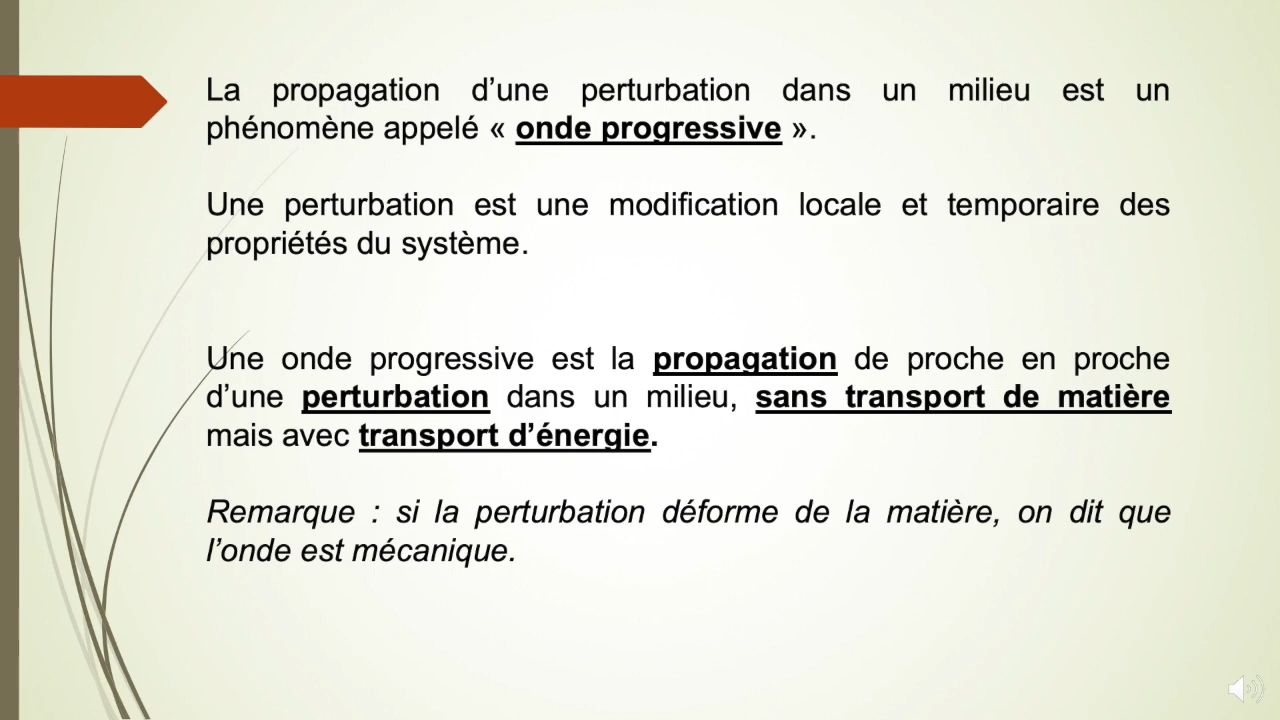 La propagation d’une perturbation dans un milieu est un
phénomène appelé « onde progressive ».
Une perturbation est une modification locale et temporaire des
propriétés du système.
Une onde progressive est la propagation de proche en proche
d’une perturbation dans un milieu, sans transport de matière
mais avec transport d’énergie.
Remarque : si la perturbation déforme de la matière, on dit que
l’onde est mécanique.